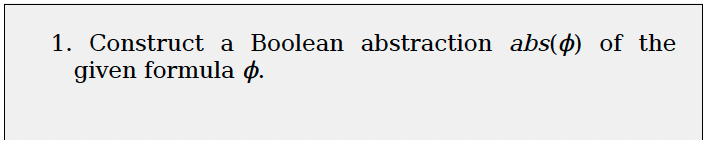 1. Construct a Boolean abstraction abs(ϕ) of the
given formula ϕ.